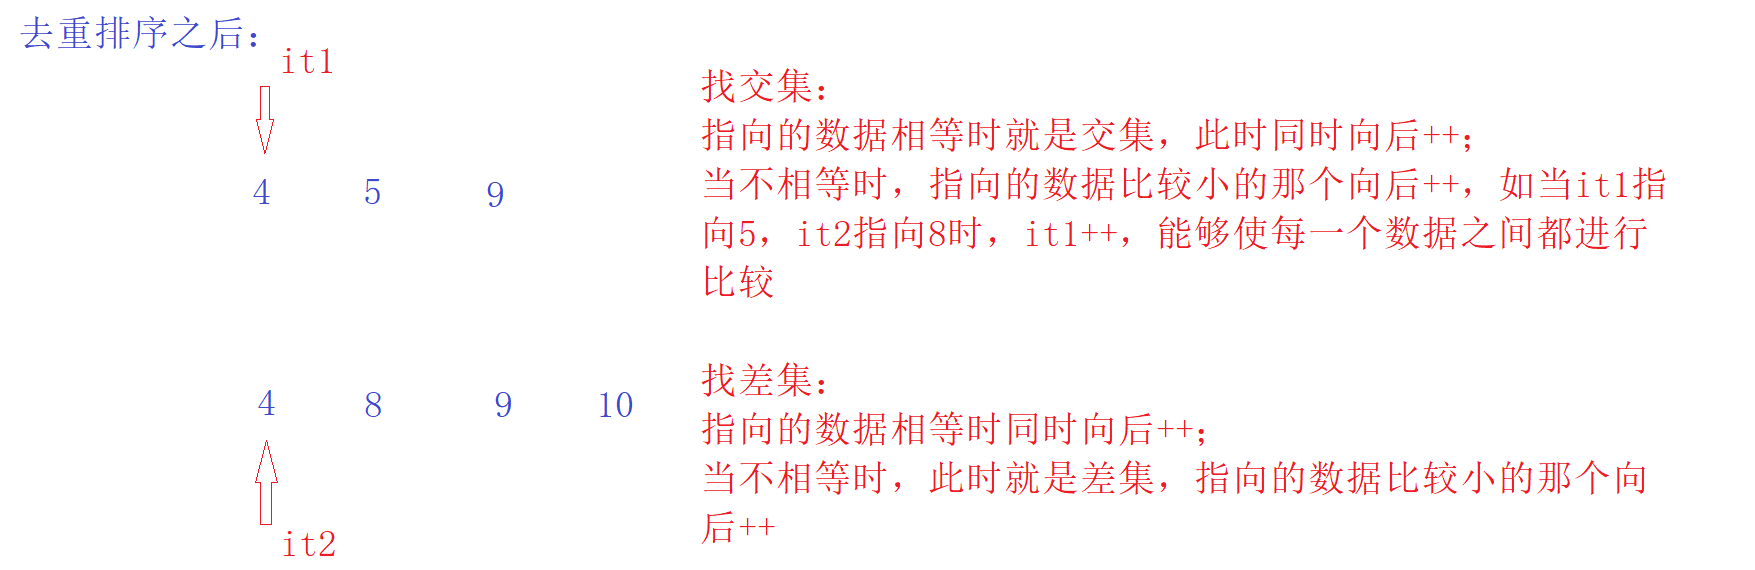 去重排序之后：
it1
4 5 9
4 8 9 10
it2
找交集：
指向的数据相等时就是交集，此时同时向后++；
当不相等时，指向的数据比较小的那个向后++，如当it1指
向5，it2指向8时，it1++，能够使每一个数据之间都进行
比较
找差集：
指向的数据相等时同时向后++；
当不相等时，此时就是差集，指向的数据比较小的那个向
后++